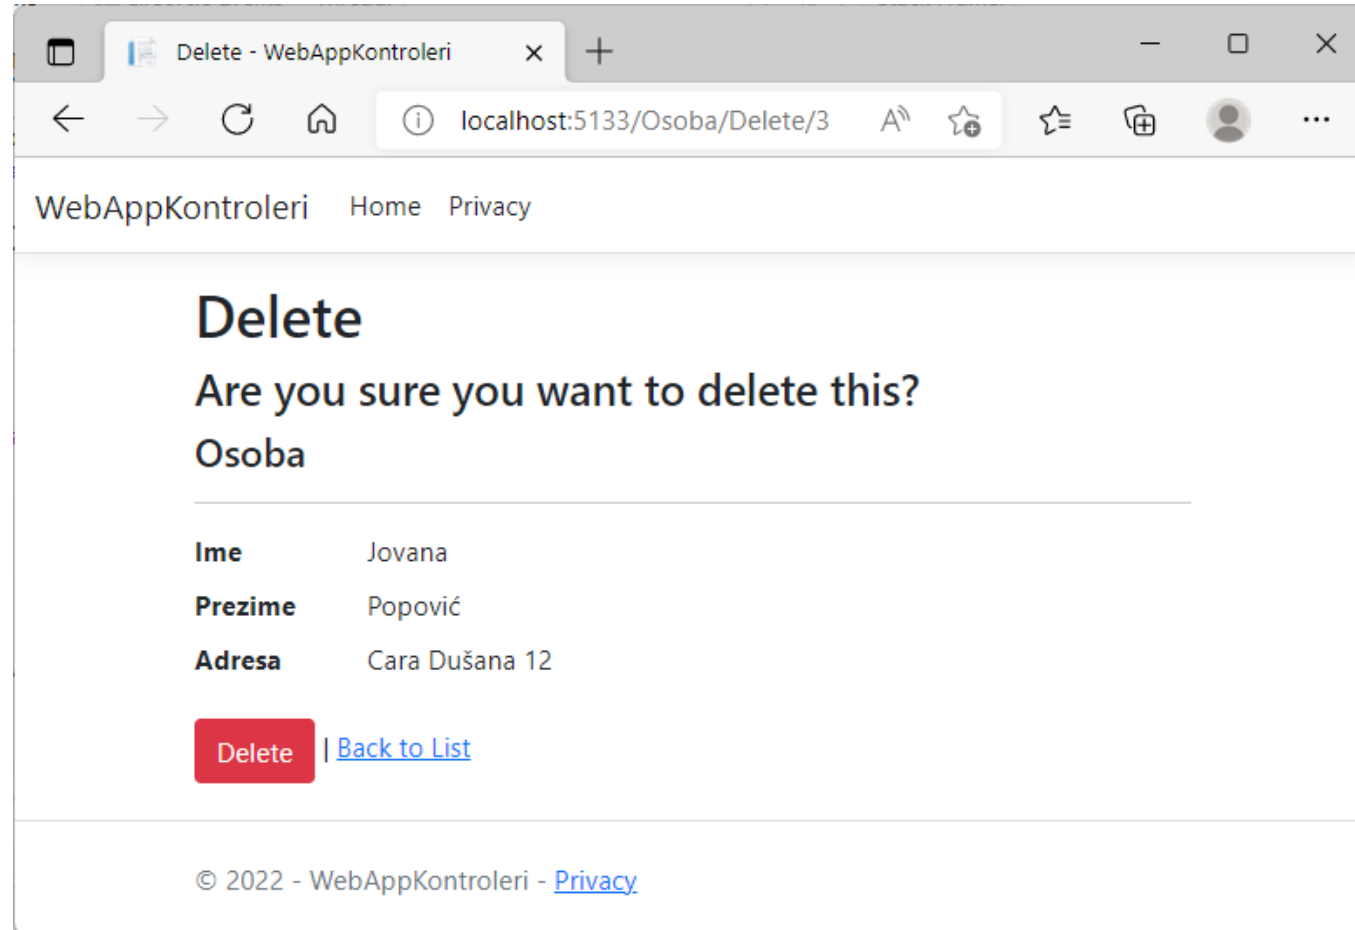 Delete - WebAppKontroleri
localhost:5133/Osoba/Delete/3
WebAppKontroleri Home Privacy
Delete
Are you sure you want to delete this?
Osoba
Ime Jovana
Prezime Popović
Adresa Cara Dušana 12
Delete | Back to List
© 2022 - WebAppKontroleri - Privacy